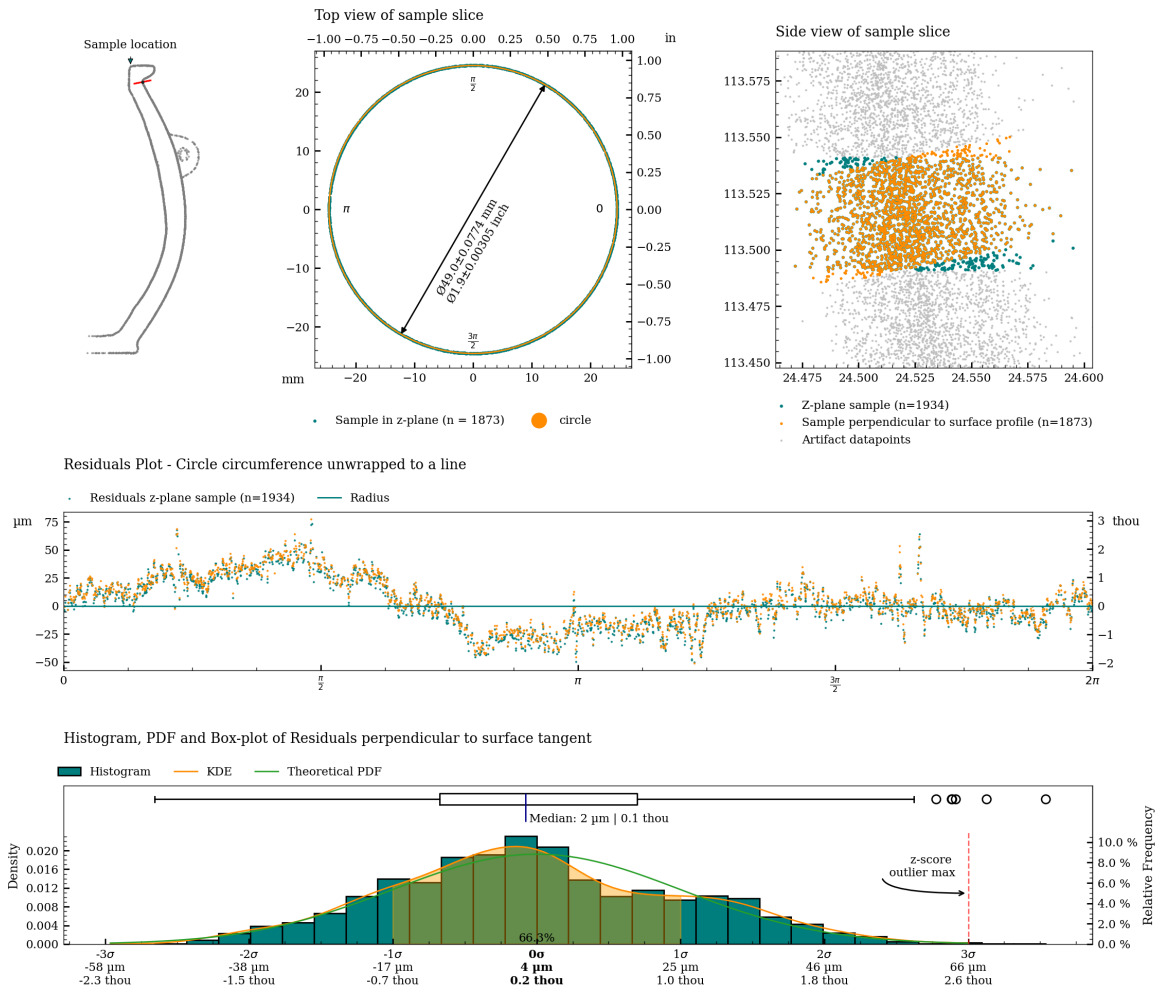 Sample location
Top view of sample slice
−1.00 −0.75 −0.50 −0.25 0.00 0.25 0.50 0.75 1.00 in
20
10
0
−10
−20
mm
−20 −10 0 10 20
1.00
0.75
0.50
0.25
0.00
−0.25
−0.50
−0.75
−1.00
π/2
π
0
3π/2
Ø49.0±0.0774 mm
Ø1.9±0.00305 inch
Sample in z-plane (n = 1873) circle
Side view of sample slice
113.587
113.550
113.525
113.500
113.475
113.450
24.475 24.500 24.525 24.550 24.575 24.600
Z-plane sample (n=1934)
Sample perpendicular to surface profile (n=1873)
Artifact datapoints
Residuals Plot - Circle circumference unwrapped to a line
Residuals z-plane sample (n=1934) Radius
µm
75
50
25
0
−25
−50
3 thou
2
1
0
−1
−2
0 π/2 π 3π/2 2π
Histogram, PDF and Box-plot of Residuals perpendicular to surface tangent
Histogram KDE Theoretical PDF
Median: 2 µm | 0.1 thou
Density
0.020
0.016
0.012
0.008
0.004
0.000
z-score
outlier max
66.3%
10.0 %
8.0 %
6.0 %
4.0 %
2.0 %
0.0 %
Relative Frequency
-3σ -2σ -1σ 0σ 1σ 2σ 3σ
-58 µm -38 µm -17 µm 4 µm 25 µm 46 µm 66 µm
-2.3 thou -1.5 thou -0.7 thou 0.2 thou 1.0 thou 1.8 thou 2.6 thou